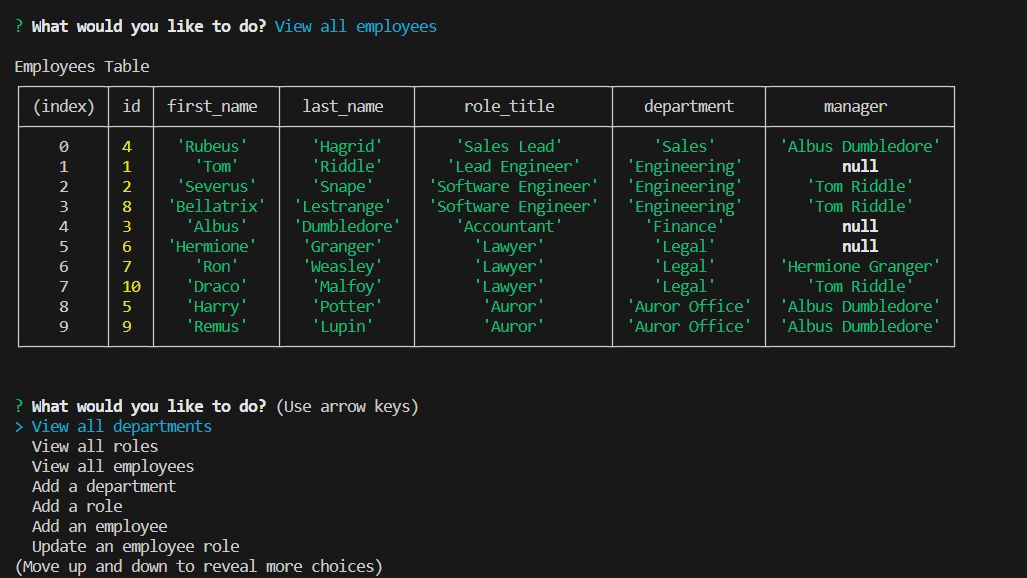 ? What would you like to do? View all employees
Employees Table
(index) id first_name last_name role_title department manager
0 4 'Rubeus' 'Hagrid' 'Sales Lead' 'Sales' 'Albus Dumbledore'
1 1 'Tom' 'Riddle' 'Lead Engineer' 'Engineering' null
2 2 'Severus' 'Snape' 'Software Engineer' 'Engineering' 'Tom Riddle'
3 8 'Bellatrix' 'Lestrange' 'Software Engineer' 'Engineering' 'Tom Riddle'
4 3 'Albus' 'Dumbledore' 'Accountant' 'Finance' null
5 6 'Hermione' 'Granger' 'Lawyer' 'Legal' null
6 7 'Ron' 'Weasley' 'Lawyer' 'Legal' 'Hermione Granger'
7 10 'Draco' 'Malfoy' 'Lawyer' 'Legal' 'Tom Riddle'
8 5 'Harry' 'Potter' 'Auror' 'Auror Office' 'Albus Dumbledore'
9 9 'Remus' 'Lupin' 'Auror' 'Auror Office' 'Albus Dumbledore'
? What would you like to do? (Use arrow keys)
> View all departments
View all roles
View all employees
Add a department
Add a role
Add an employee
Update an employee role
(Move up and down to reveal more choices)